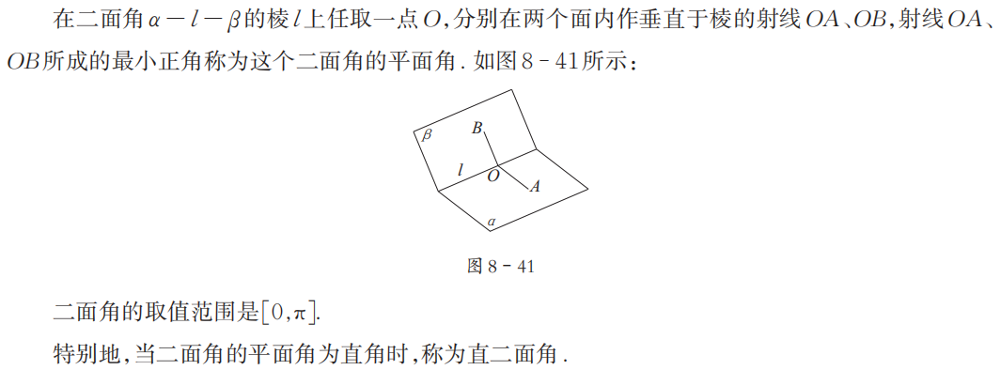 在二面角α－l－β的棱l上任取一点O,分别在两个面内作垂直于棱的射线OA、OB,射线OA、
OB所成的最小正角称为这个二面角的平面角.如图8-41所示:
B
β
l
O
A
α
图8-41
二面角的取值范围是[0,π].
特别地,当二面角的平面角为直角时,称为直二面角.